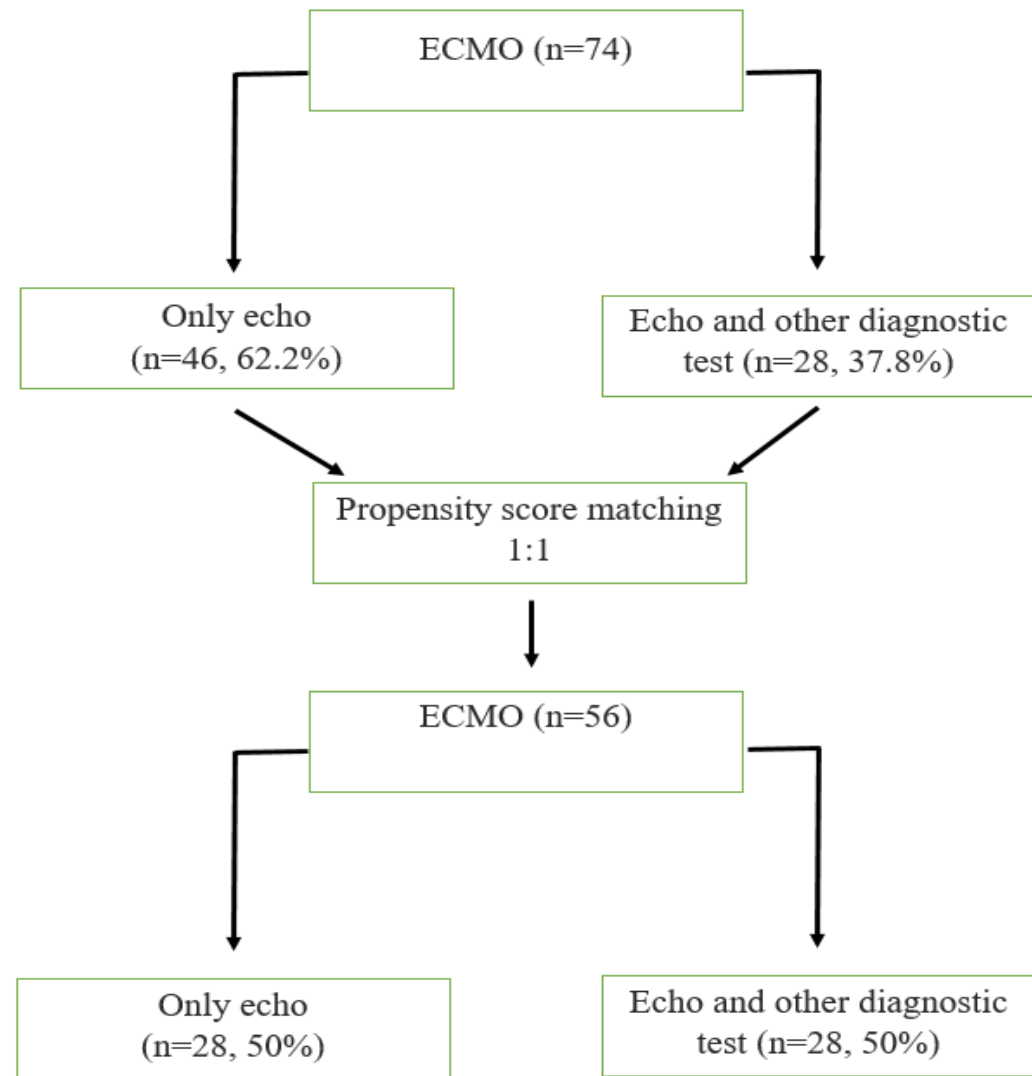 ECMO (n=74)
Only echo
(n=46, 62.2%)
Echo and other diagnostic
test (n=28, 37.8%)
Propensity score matching
1:1
ECMO (n=56)
Only echo
(n=28, 50%)
Echo and other diagnostic
test (n=28, 50%)